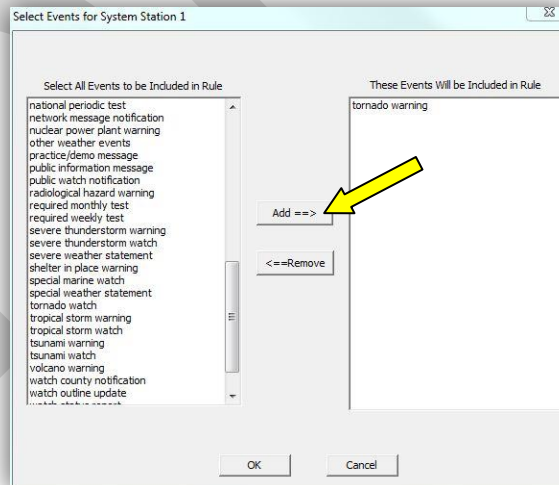 Select Events for System Station 1
Select All Events to be Included in Rule
national periodic test
network message notification
nuclear power plant warning
other weather events
practice/demo message
public information message
public watch notification
radiological hazard warning
required monthly test
required weekly test
severe thunderstorm warning
severe thunderstorm watch
severe weather statement
shelter in place warning
special marine watch
special weather statement
tornado watch
tropical storm warning
tropical storm watch
tsunami warning
tsunami watch
volcano warning
watch county notification
watch outline update
watch status report
Add ==>
<==Remove
These Events Will be Included in Rule
tornado warning
OK
Cancel